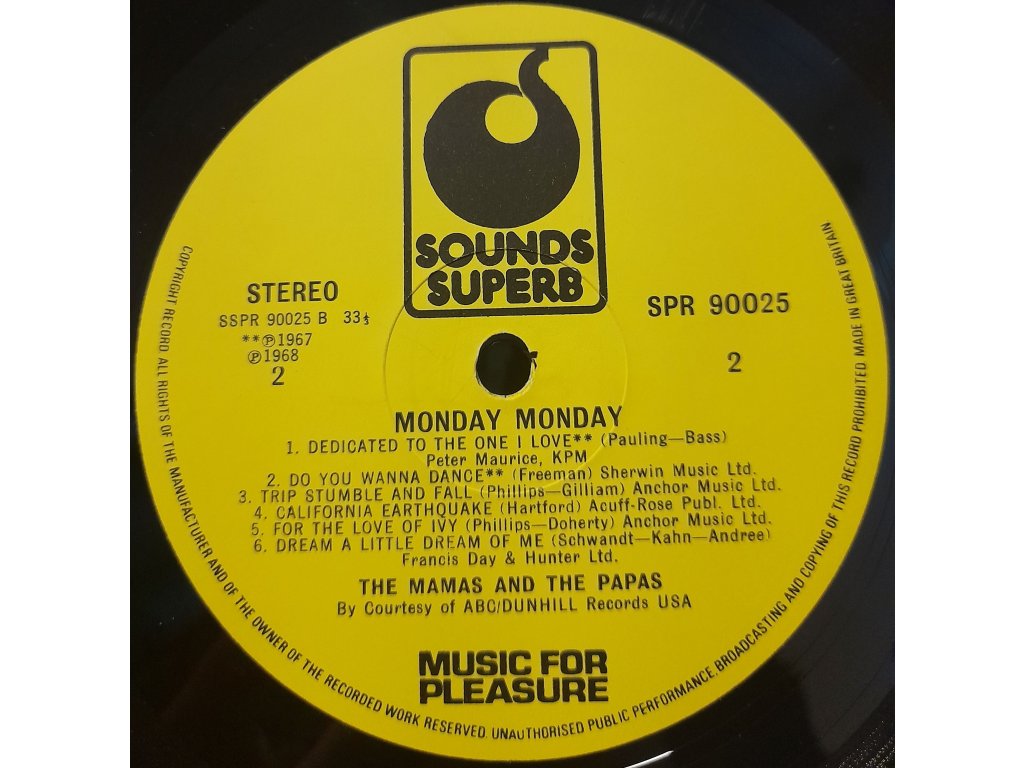 SOUNDS
SUPERB
STEREO
SSPR 90025 B 33⅓
**℗1967
℗1968
2
SPR 90025
2
MONDAY MONDAY
1. DEDICATED TO THE ONE I LOVE** (Pauling—Bass)
Peter Maurice, KPM
2. DO YOU WANNA DANCE** (Freeman) Sherwin Music Ltd.
3. TRIP STUMBLE AND FALL (Phillips—Gilliam) Anchor Music Ltd.
4. CALIFORNIA EARTHQUAKE (Hartford) Acuff-Rose Publ. Ltd.
5. FOR THE LOVE OF IVY (Phillips—Doherty) Anchor Music Ltd.
6. DREAM A LITTLE DREAM OF ME (Schwandt—Kahn—Andree)
Francis Day & Hunter Ltd.
THE MAMAS AND THE PAPAS
By Courtesy of ABC/DUNHILL Records USA
MUSIC FOR
PLEASURE
COPYRIGHT RECORD. ALL RIGHTS OF THE MANUFACTURER AND OF THE OWNER OF THE RECORDED WORK RESERVED. UNAUTHORISED PUBLIC PERFORMANCE, BROADCASTING AND COPYING OF THIS RECORD PROHIBITED MADE IN GREAT BRITAIN